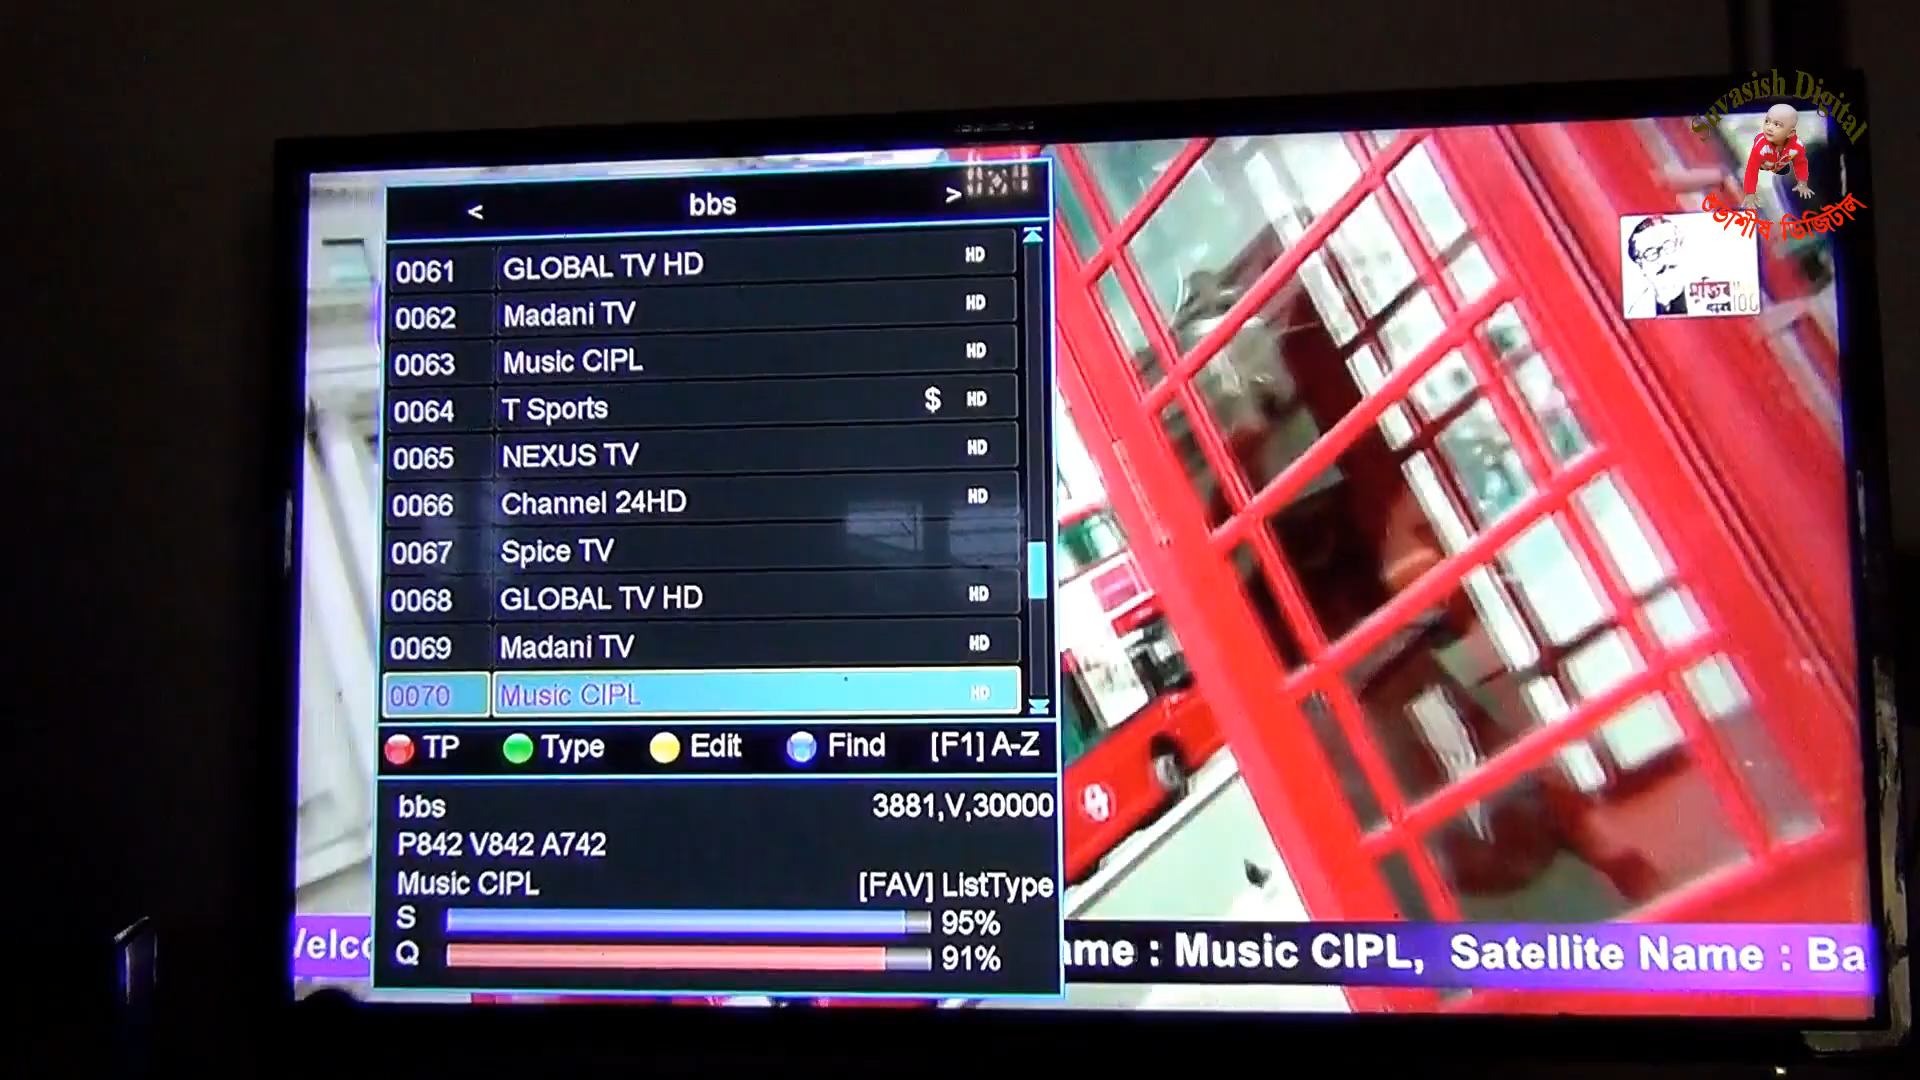 Suvasish Digital
শুভাশীষ ডিজিটাল
মুজিব
100
< bbs >
0061 GLOBAL TV HD HD
0062 Madani TV HD
0063 Music CIPL HD
0064 T Sports $ HD
0065 NEXUS TV HD
0066 Channel 24HD HD
0067 Spice TV
0068 GLOBAL TV HD HD
0069 Madani TV HD
0070 Music CIPL HD
TP Type Edit Find [F1] A-Z
bbs 3881,V,30000
P842 V842 A742
Music CIPL [FAV] ListType
S 95%
Q 91%
Velco ame : Music CIPL, Satellite Name : Ba